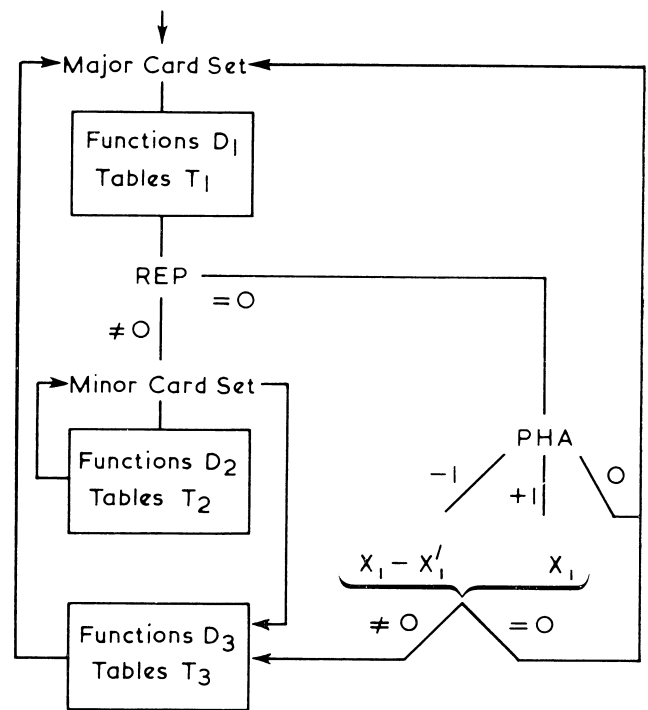 Major Card Set
Functions D₁
Tables T₁
REP
= 0
≠ 0
Minor Card Set
Functions D₂
Tables T₂
PHA
-1
+1
0
X₁ - X₁′
X₁
≠ 0
= 0
Functions D₃
Tables T₃